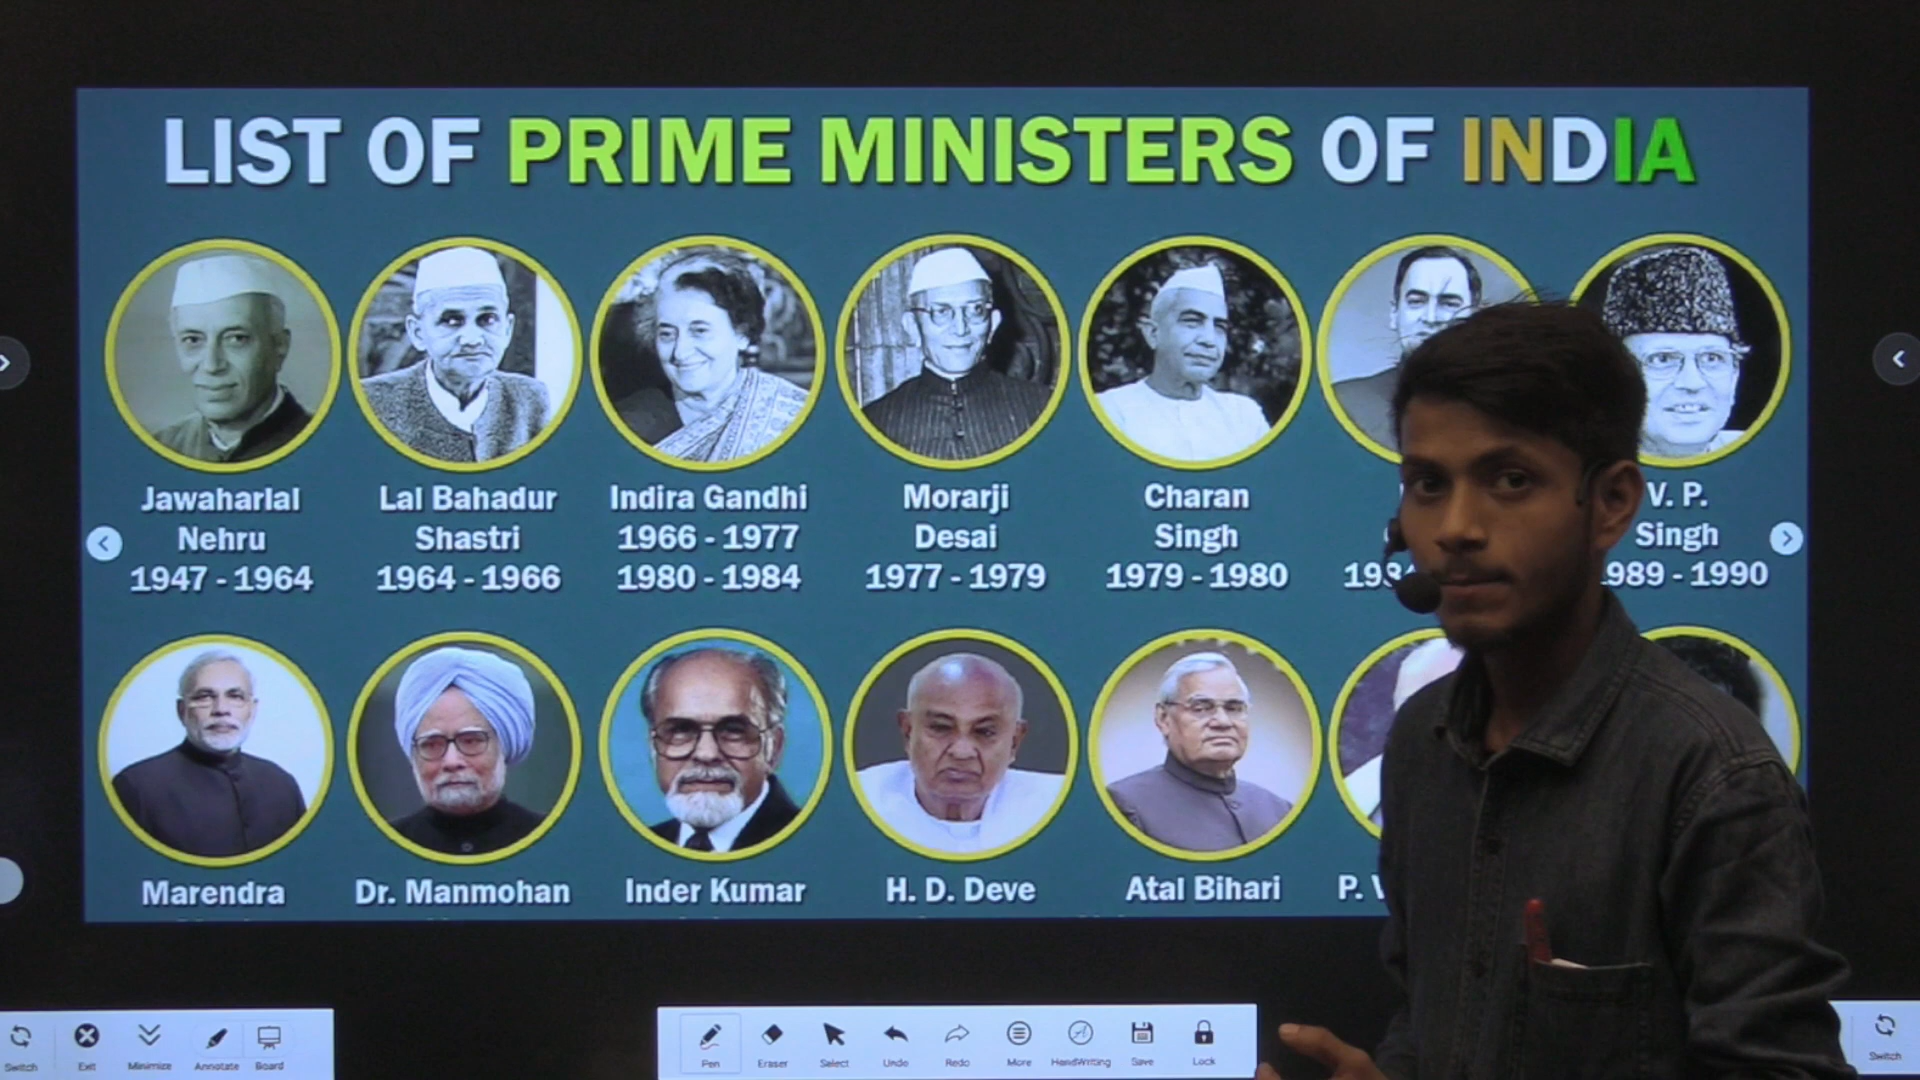 LIST OF PRIME MINISTERS OF INDIA
Jawaharlal
Nehru
1947 - 1964
Lal Bahadur
Shastri
1964 - 1966
Indira Gandhi
1966 - 1977
1980 - 1984
Morarji
Desai
1977 - 1979
Charan
Singh
1979 - 1980
V. P.
Singh
1989 - 1990
Marendra
Dr. Manmohan
Inder Kumar
H. D. Deve
Atal Bihari
P. V
Switch
Exit
Minimize
Annotate
Board
Pen
Eraser
Select
Undo
Redo
More
HandWriting
Save
Lock
Switch